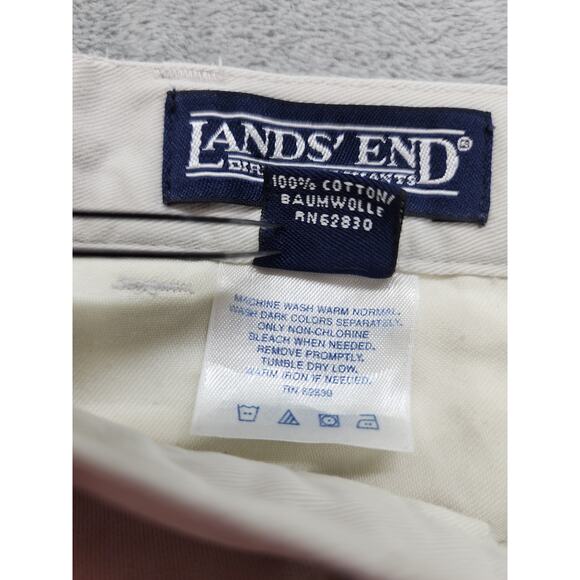 LANDS' END®
100% COTTON/
BAUMWOLLE
RN62830
MACHINE WASH WARM NORMAL.
WASH DARK COLORS SEPARATELY.
ONLY NON-CHLORINE
BLEACH WHEN NEEDED.
REMOVE PROMPTLY.
TUMBLE DRY LOW.
WARM IRON IF NEEDED.
RN 62830